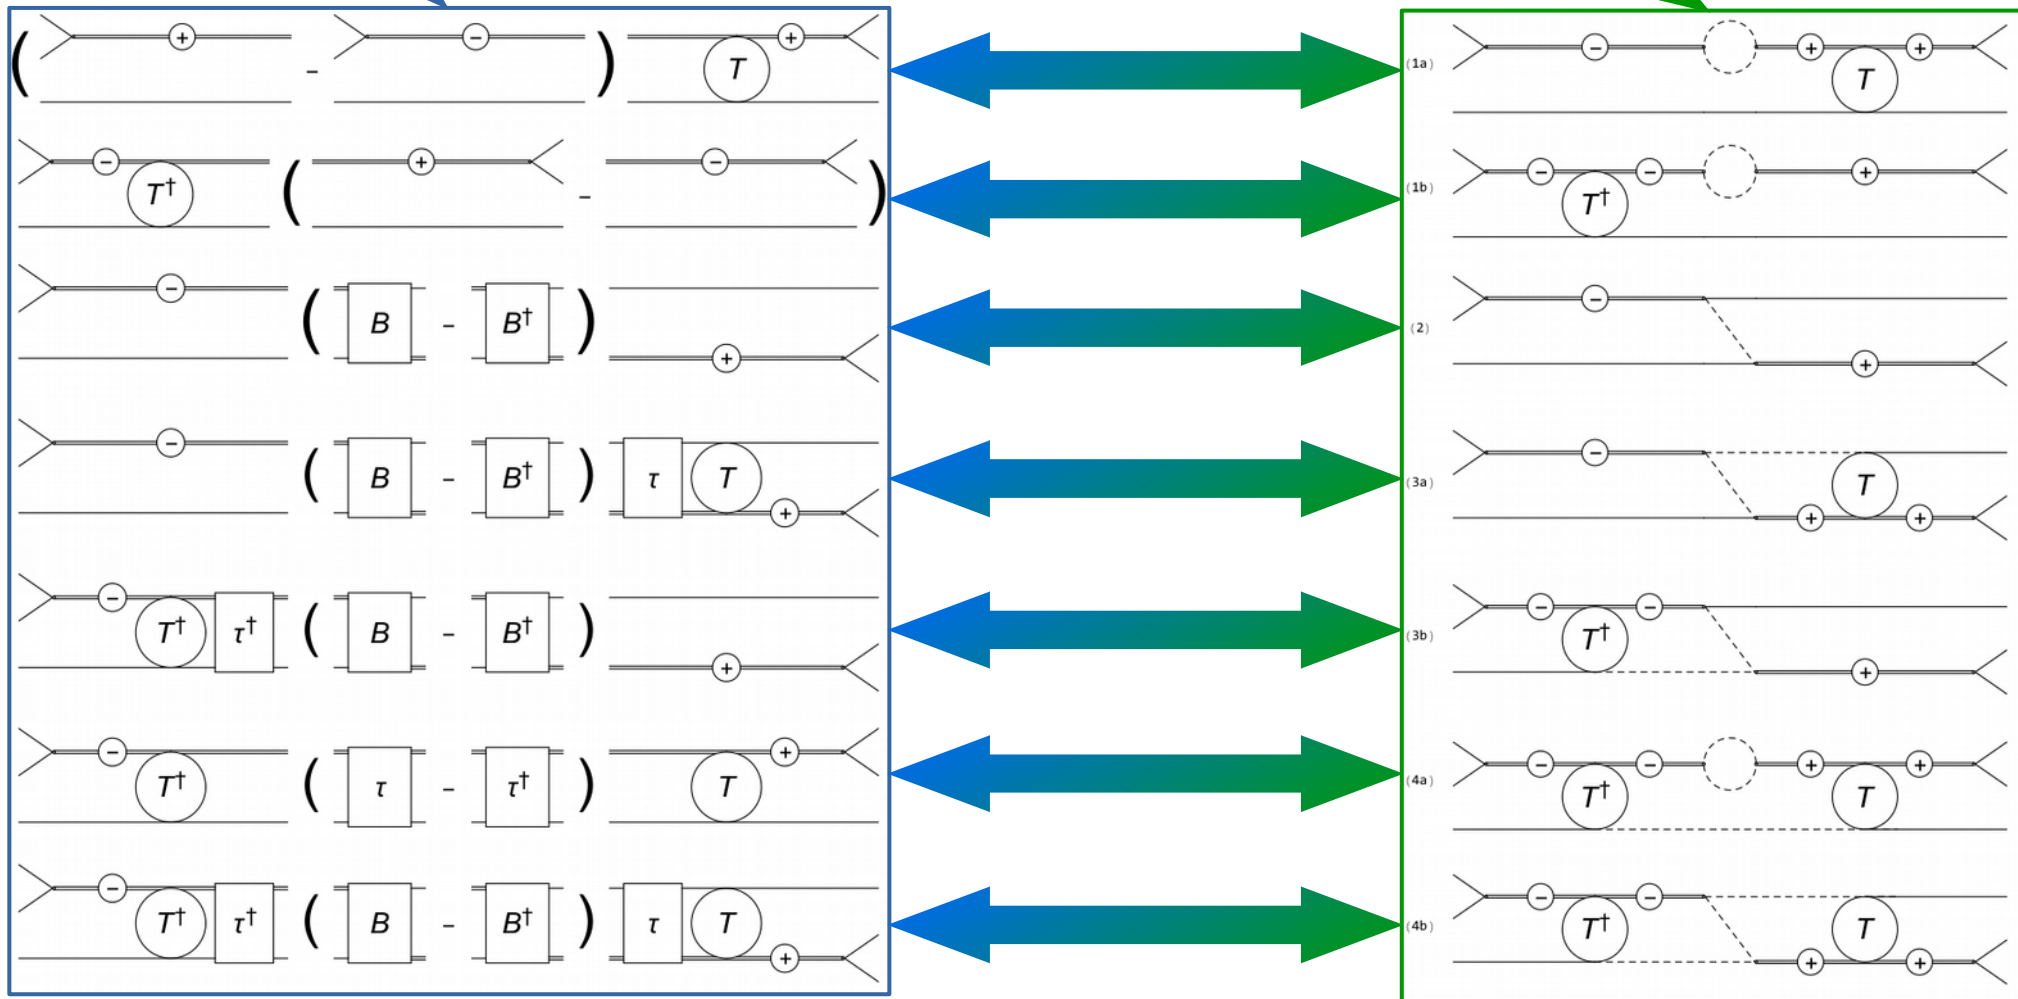 ( + - - ) T +
(1a) - + T +
- T† ( + - - )
(1b) - T† - +
- ( B - B† ) +
(2) - +
- ( B - B† ) τ T +
(3a) - + T +
- T† τ† ( B - B† ) +
(3b) - T† - +
- T† ( τ - τ† ) T +
(4a) - T† - + T +
- T† τ† ( B - B† ) τ T +
(4b) - T† - + T +